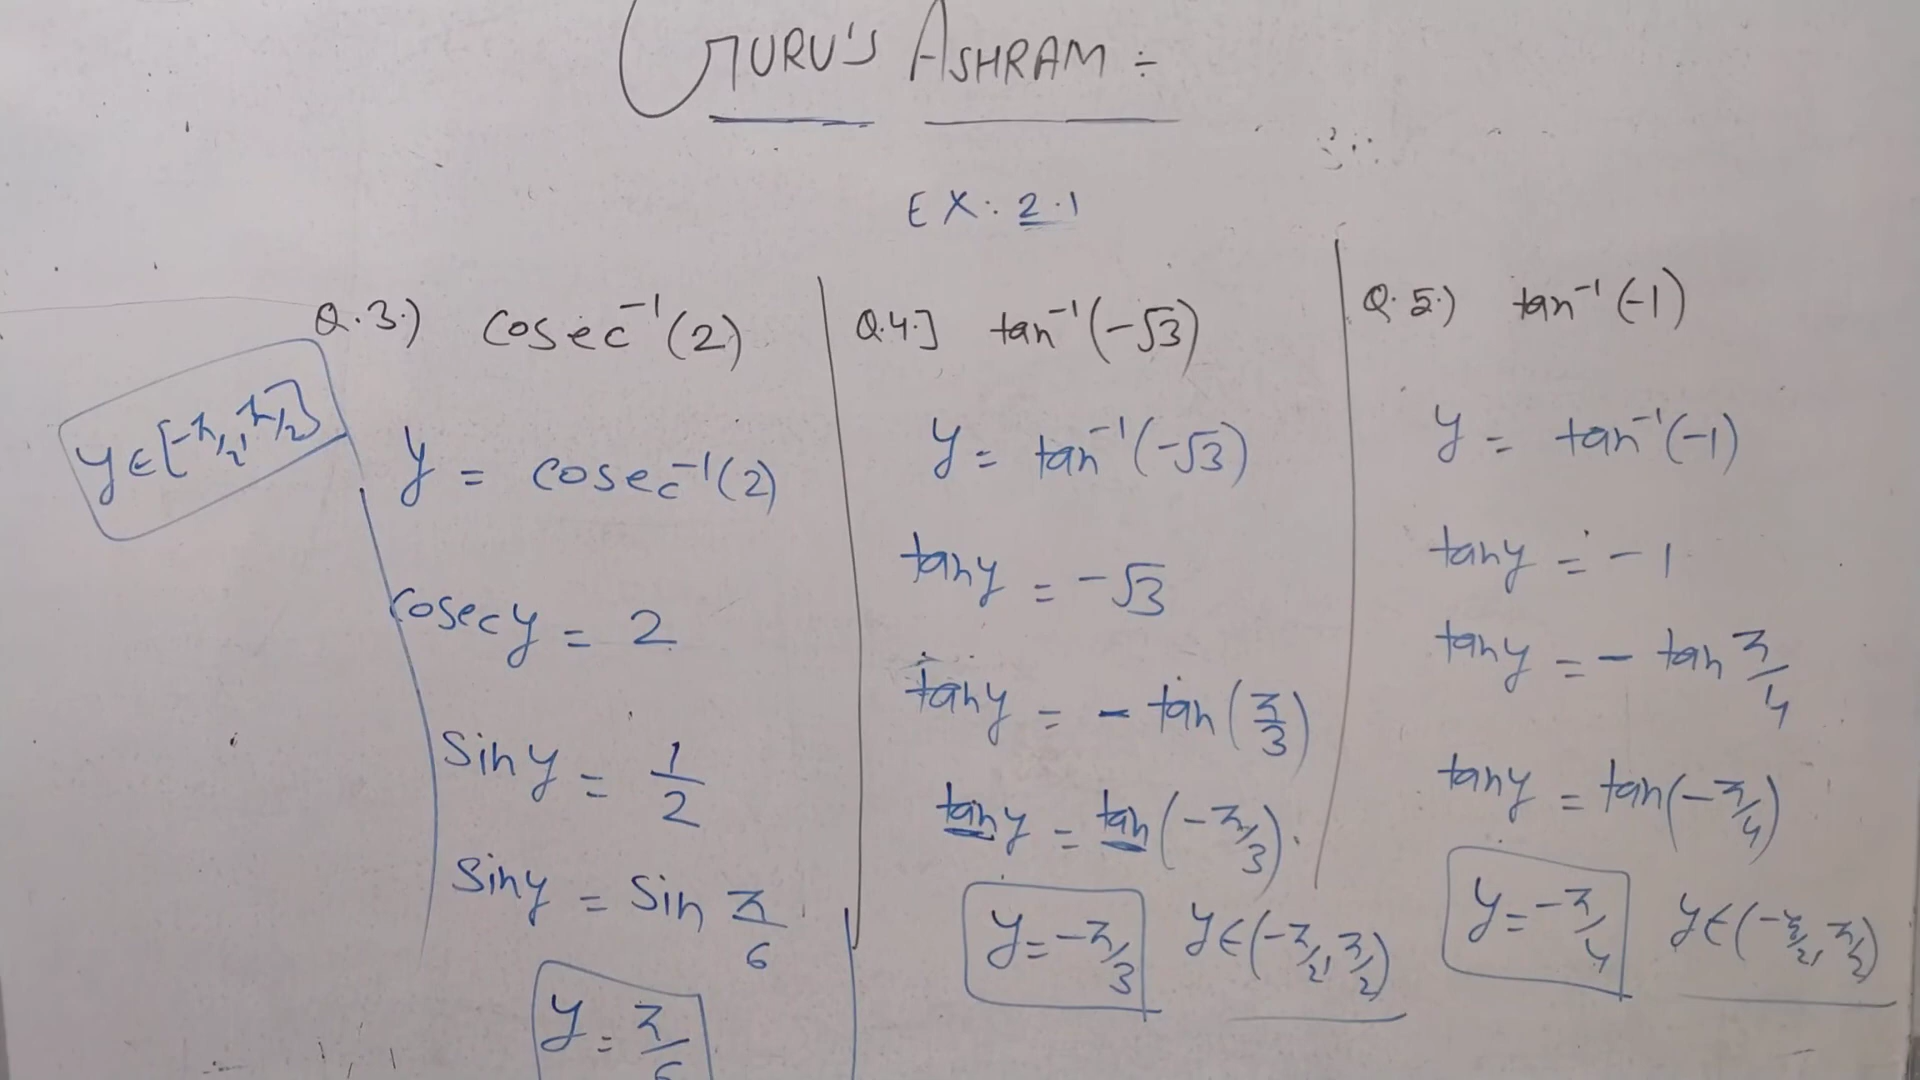 GURU'S ASHRAM :-
EX:. 2.1
Q.3.) cosec⁻¹(2)
y ∈ [-π/2, π/2]
y = cosec⁻¹(2)
cosec y = 2
Sin y = 1/2
Sin y = Sin π/6
y = π/6
Q.4.] tan⁻¹(-√3)
y = tan⁻¹(-√3)
tan y = -√3
tan y = - tan(π/3)
tan y = tan(-π/3).
y = -π/3 y ∈ (-π/2, π/2)
Q.5.) tan⁻¹(-1)
y = tan⁻¹(-1)
tan y = -1
tan y = - tan π/4
tan y = tan(-π/4)
y = -π/4 y ∈ (-π/2, π/2)